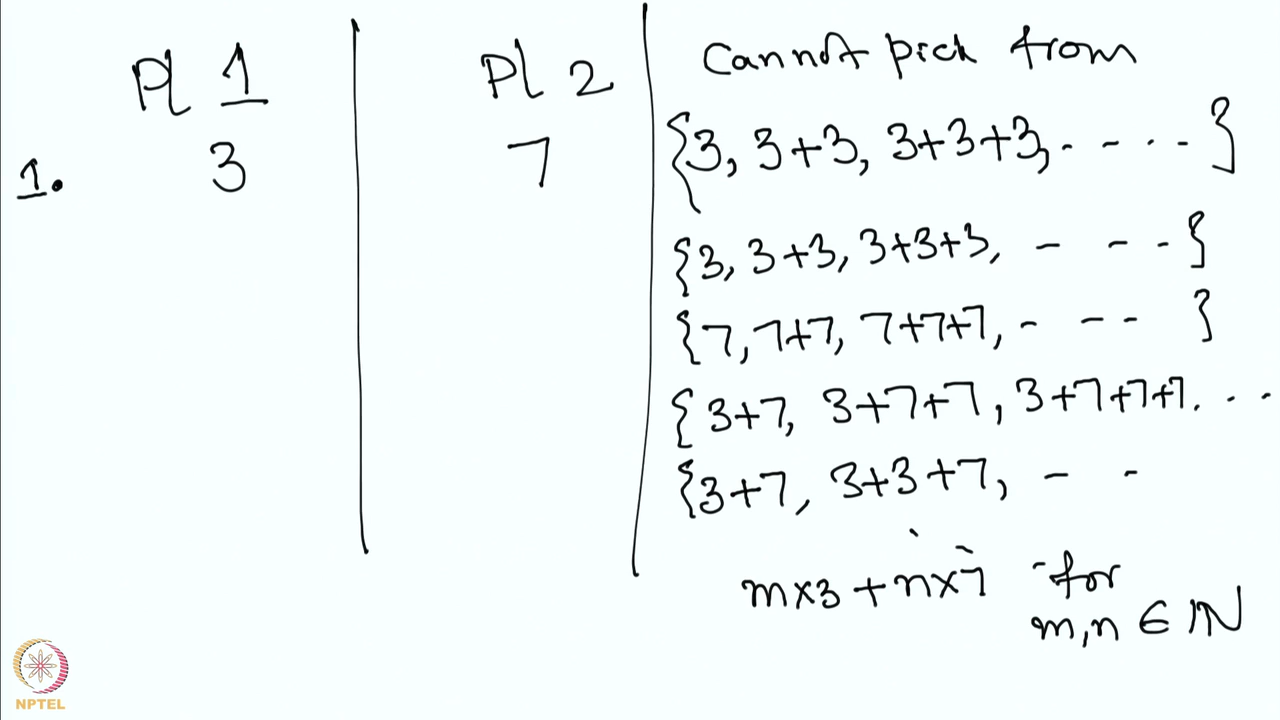 Pl 1 Pl 2 Cannot pick from
1. 3 7 {3, 3+3, 3+3+3, - - - - }
{3, 3+3, 3+3+3, - - - }
{7, 7+7, 7+7+7, - - - }
{ 3+7, 3+7+7, 3+7+7+7, . . .
{3+7, 3+3+7, - -
m×3 + n×7 for
m,n ∈ ℕ
NPTEL